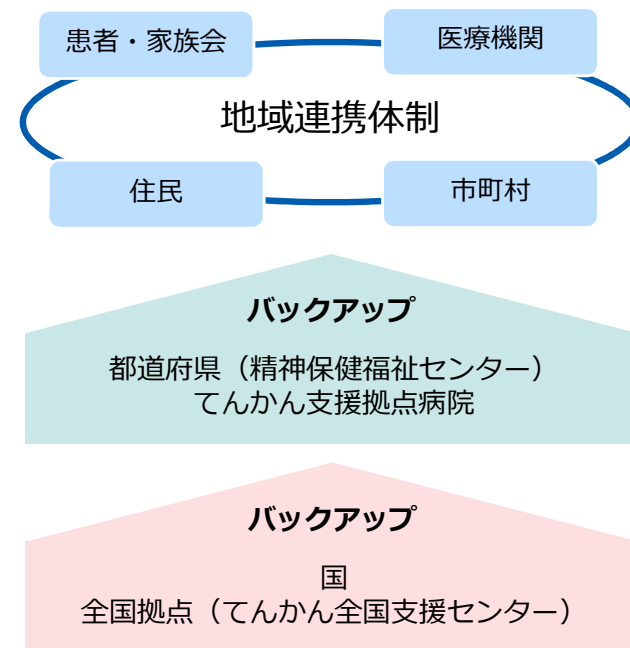 患者・家族会
医療機関
地域連携体制
住民
市町村
バックアップ
都道府県（精神保健福祉センター）
てんかん支援拠点病院
バックアップ
国
全国拠点（てんかん全国支援センター）